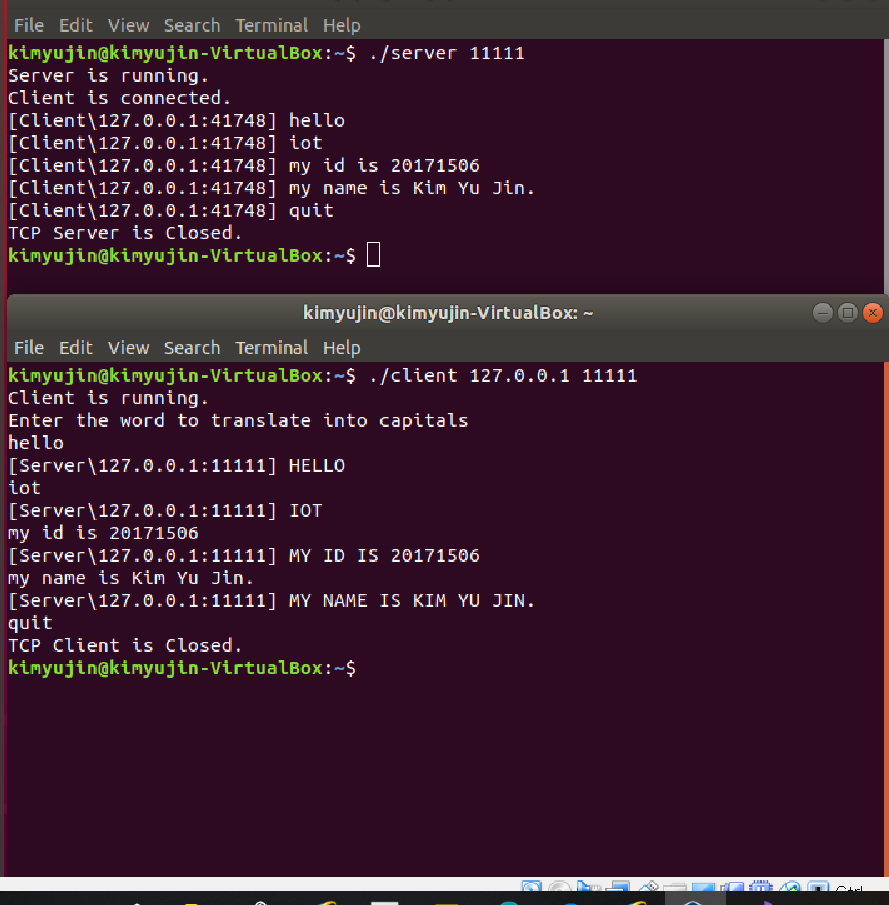 File Edit View Search Terminal Help
kimyujin@kimyujin-VirtualBox:~$ ./server 11111
Server is running.
Client is connected.
[Client\127.0.0.1:41748] hello
[Client\127.0.0.1:41748] iot
[Client\127.0.0.1:41748] my id is 20171506
[Client\127.0.0.1:41748] my name is Kim Yu Jin.
[Client\127.0.0.1:41748] quit
TCP Server is Closed.
kimyujin@kimyujin-VirtualBox:~$
kimyujin@kimyujin-VirtualBox: ~
File Edit View Search Terminal Help
kimyujin@kimyujin-VirtualBox:~$ ./client 127.0.0.1 11111
Client is running.
Enter the word to translate into capitals
hello
[Server\127.0.0.1:11111] HELLO
iot
[Server\127.0.0.1:11111] IOT
my id is 20171506
[Server\127.0.0.1:11111] MY ID IS 20171506
my name is Kim Yu Jin.
[Server\127.0.0.1:11111] MY NAME IS KIM YU JIN.
quit
TCP Client is Closed.
kimyujin@kimyujin-VirtualBox:~$